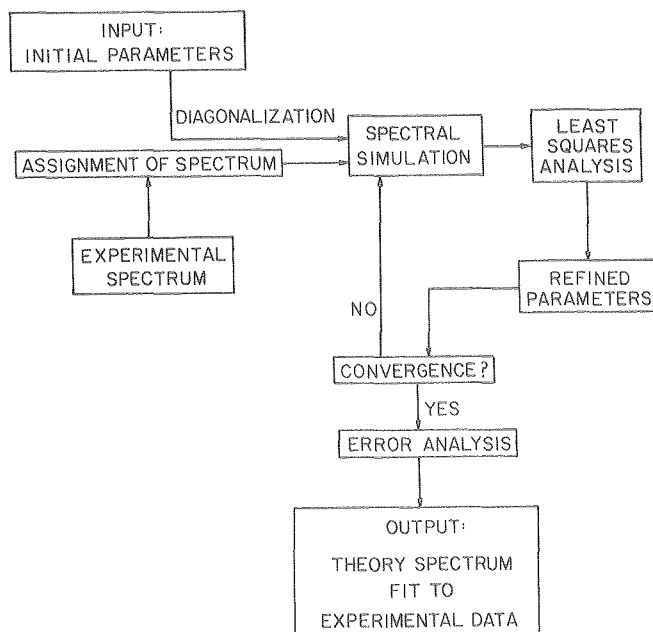 INPUT:
INITIAL PARAMETERS
DIAGONALIZATION
SPECTRAL
SIMULATION
LEAST
SQUARES
ANALYSIS
ASSIGNMENT OF SPECTRUM
EXPERIMENTAL
SPECTRUM
REFINED
PARAMETERS
NO
CONVERGENCE?
YES
ERROR ANALYSIS
OUTPUT:
THEORY SPECTRUM
FIT TO
EXPERIMENTAL DATA